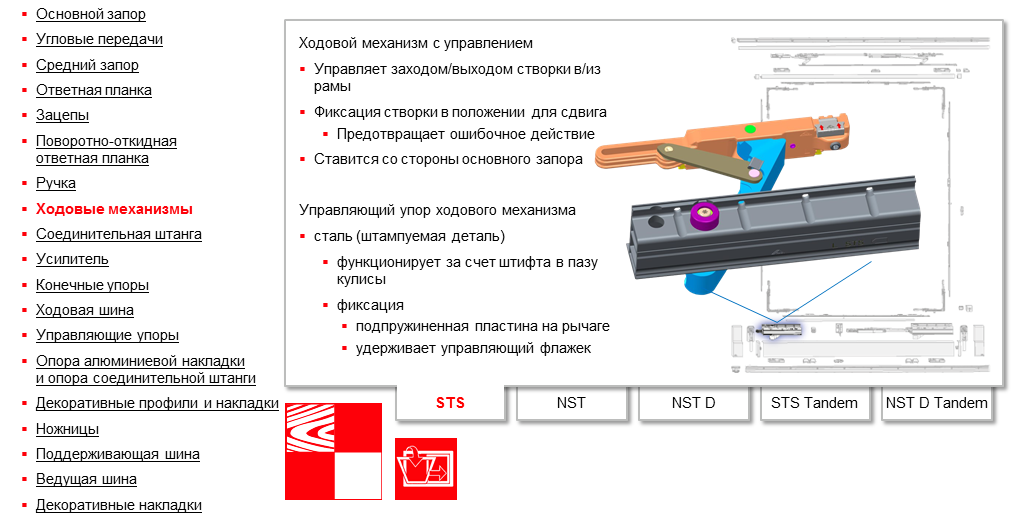 Основной запор
Угловые передачи
Средний запор
Ответная планка
Зацепы
Поворотно-откидная
ответная планка
Ручка
Ходовые механизмы
Соединительная штанга
Усилитель
Конечные упоры
Ходовая шина
Управляющие упоры
Опора алюминиевой накладки
и опора соединительной штанги
Декоративные профили и накладки
Ножницы
Поддерживающая шина
Ведущая шина
Декоративные накладки
Ходовой механизм с управлением
Управляет заходом/выходом створки в/из
рамы
Фиксация створки в положении для сдвига
Предотвращает ошибочное действие
Ставится со стороны основного запора
Управляющий упор ходового механизма
сталь (штампуемая деталь)
функционирует за счет штифта в пазу
кулисы
фиксация
подпружиненная пластина на рычаге
удерживает управляющий флажек
STS
NST
NST D
STS Tandem
NST D Tandem